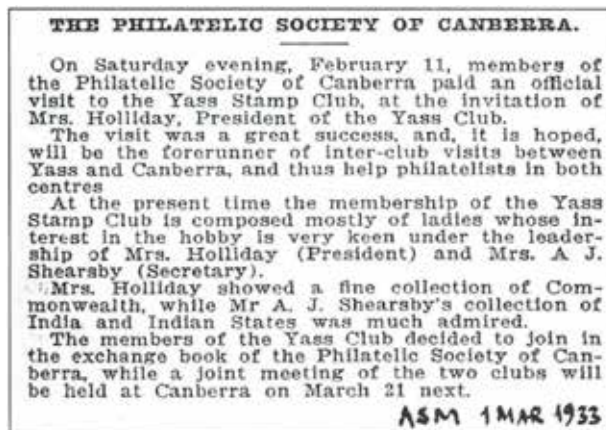 THE PHILATELIC SOCIETY OF CANBERRA.
On Saturday evening, February 11, members of
the Philatelic Society of Canberra paid an official
visit to the Yass Stamp Club, at the invitation of
Mrs. Holliday, President of the Yass Club.
The visit was a great success, and, it is hoped,
will be the forerunner of inter-club visits between
Yass and Canberra, and thus help philatelists in both
centres
At the present time the membership of the Yass
Stamp Club is composed mostly of ladies whose in-
terest in the hobby is very keen under the leader-
ship of Mrs. Holliday (President) and Mrs. A J.
Shearsby (Secretary).
Mrs. Holliday showed a fine collection of Com-
monwealth, while Mr A. J. Shearsby's collection of
India and Indian States was much admired.
The members of the Yass Club decided to join in
the exchange book of the Philatelic Society of Can-
berra, while a joint meeting of the two clubs will
be held at Canberra on March 21 next.
ASM 1 MAR 1933